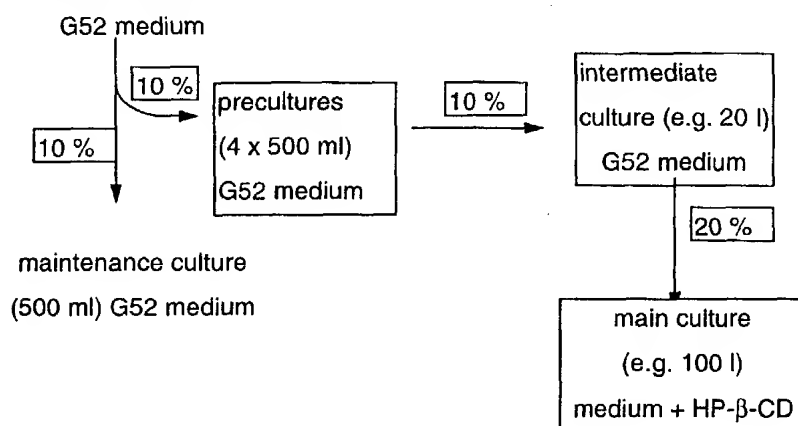 G52 medium
10 %
10 %
precultures
(4 x 500 ml)
G52 medium
10 %
intermediate
culture (e.g. 20 l)
G52 medium
20 %
maintenance culture
(500 ml) G52 medium
main culture
(e.g. 100 l)
medium + HP-β-CD